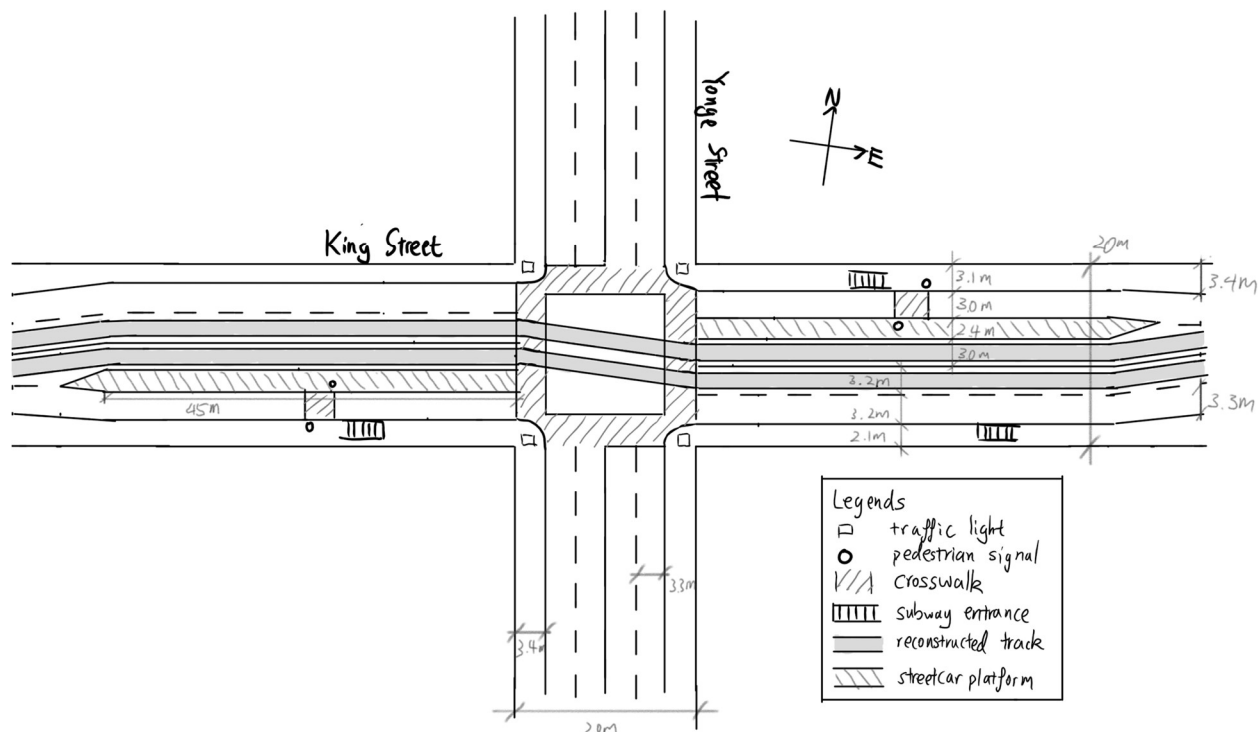 Yonge Street
N
E
King Street
20m
3.1m
3.4m
3.0m
2.4m
3.0m
3.2m
3.3m
45m
3.2m
2.1m
Legends
traffic light
pedestrian signal
crosswalk
subway entrance
reconstructed track
streetcar platform
33m
3.4m
20m